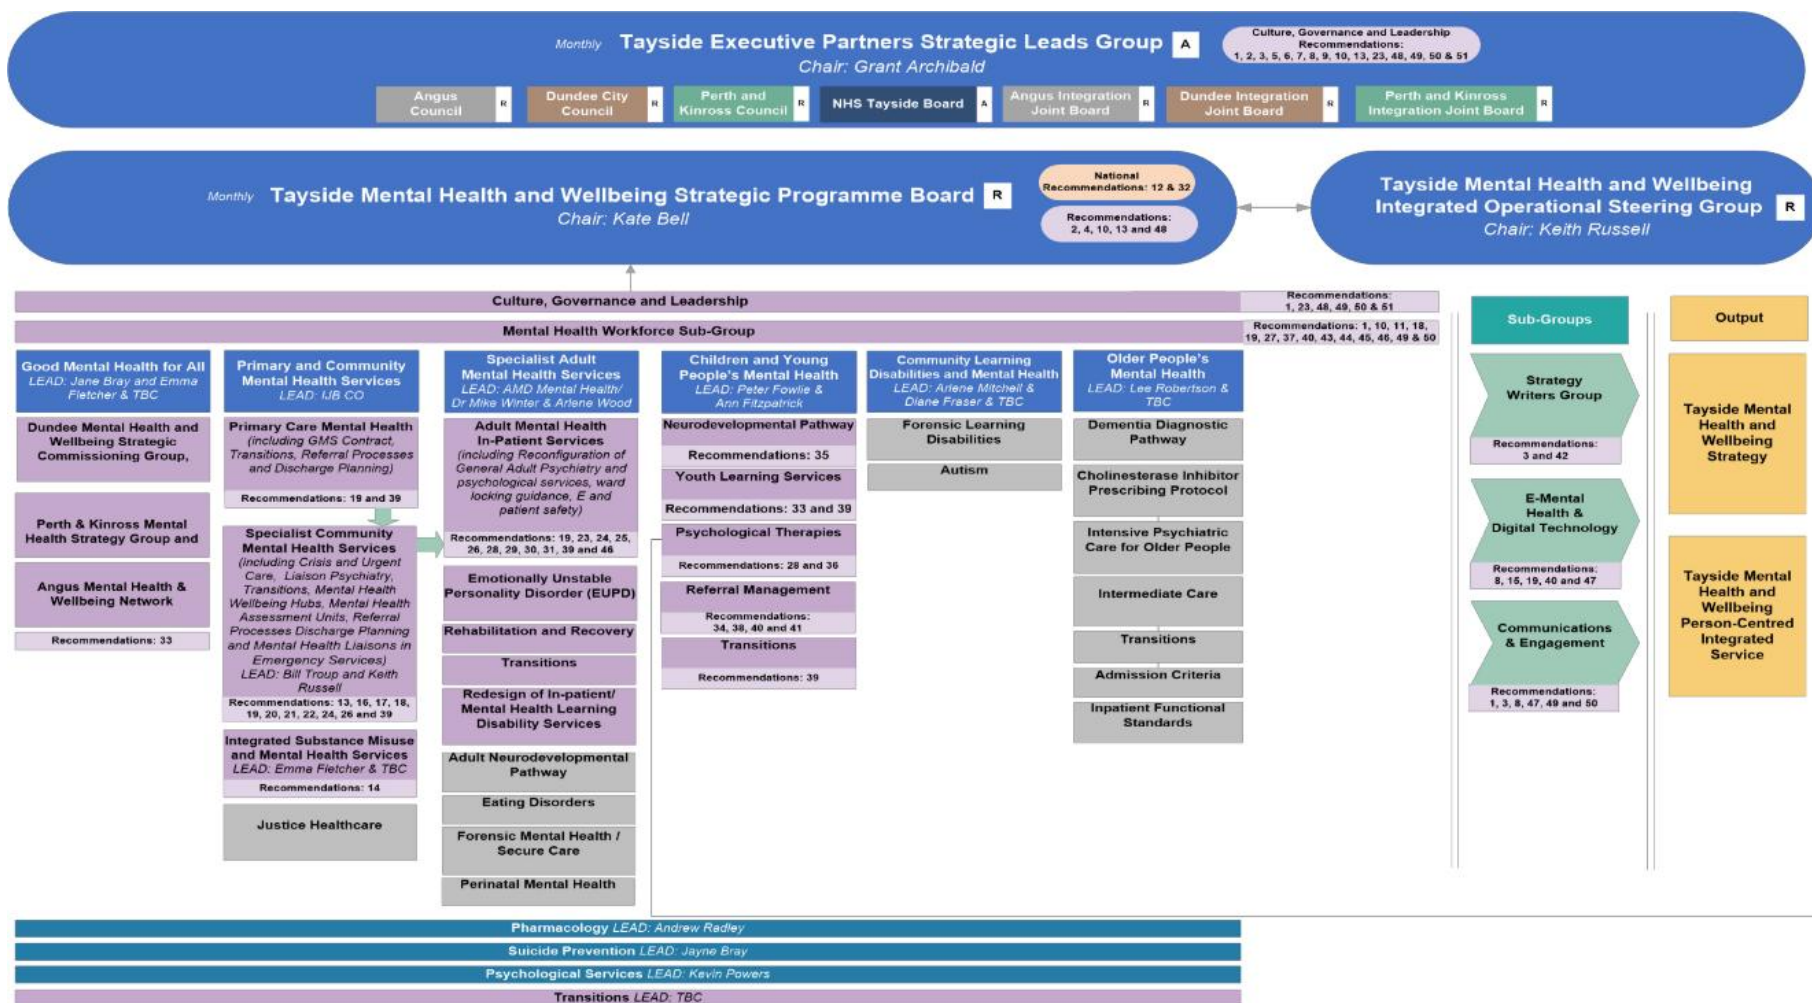 Monthly Tayside Executive Partners Strategic Leads Group A
Chair: Grant Archibald
Culture, Governance and Leadership
Recommendations:
1, 2, 3, 5, 6, 7, 8, 9, 10, 13, 23, 48, 49, 50 & 51
Angus
Council
R
Dundee City
Council
R
Perth and
Kinross Council
R
NHS Tayside Board
A
Angus Integration
Joint Board
R
Dundee Integration
Joint Board
R
Perth and Kinross
Integration Joint Board
R
Monthly Tayside Mental Health and Wellbeing Strategic Programme Board R
Chair: Kate Bell
National
Recommendations: 12 & 32
Recommendations:
2, 4, 10, 13 and 48
Tayside Mental Health and Wellbeing
Integrated Operational Steering Group R
Chair: Keith Russell
Culture, Governance and Leadership
Recommendations:
1, 23, 48, 49, 50 & 51
Mental Health Workforce Sub-Group
Recommendations: 1, 10, 11, 18,
19, 27, 37, 40, 43, 44, 45, 46, 49 & 50
Good Mental Health for All
LEAD: Jane Bray and Emma
Fletcher & TBC
Dundee Mental Health and
Wellbeing Strategic
Commissioning Group,
Perth & Kinross Mental
Health Strategy Group and
Angus Mental Health &
Wellbeing Network
Recommendations: 33
Primary and Community
Mental Health Services
LEAD: IJB CO
Primary Care Mental Health
(including GMS Contract,
Transitions, Referral Processes
and Discharge Planning)
Recommendations: 19 and 39
Specialist Community
Mental Health Services
(including Crisis and Urgent
Care, Liaison Psychiatry,
Transitions, Mental Health
Wellbeing Hubs, Mental Health
Assessment Units, Referral
Processes Discharge Planning
and Mental Health Liaisons in
Emergency Services)
LEAD: Bill Troup and Keith
Russell
Recommendations: 13, 16, 17, 18,
19, 20, 21, 22, 24, 26 and 39
Integrated Substance Misuse
and Mental Health Services
LEAD: Emma Fletcher & TBC
Recommendations: 14
Justice Healthcare
Specialist Adult
Mental Health Services
LEAD: AMD Mental Health/
Dr Mike Winter & Arlene Wood
Adult Mental Health
In-Patient Services
(including Reconfiguration of
General Adult Psychiatry and
psychological services, ward
locking guidance, E and
patient safety)
Recommendations: 19, 23, 24, 25,
26, 28, 29, 30, 31, 39 and 46
Emotionally Unstable
Personality Disorder (EUPD)
Rehabilitation and Recovery
Transitions
Redesign of In-patient/
Mental Health Learning
Disability Services
Adult Neurodevelopmental
Pathway
Eating Disorders
Forensic Mental Health /
Secure Care
Perinatal Mental Health
Children and Young
People's Mental Health
LEAD: Peter Fowlie &
Ann Fitzpatrick
Neurodevelopmental Pathway
Recommendations: 35
Youth Learning Services
Recommendations: 33 and 39
Psychological Therapies
Recommendations: 28 and 36
Referral Management
Recommendations:
34, 38, 40 and 41
Transitions
Recommendations: 39
Community Learning
Disabilities and Mental Health
LEAD: Arlene Mitchell &
Diane Fraser & TBC
Forensic Learning
Disabilities
Autism
Older People's
Mental Health
LEAD: Lee Robertson &
TBC
Dementia Diagnostic
Pathway
Cholinesterase Inhibitor
Prescribing Protocol
Intensive Psychiatric
Care for Older People
Intermediate Care
Transitions
Admission Criteria
Inpatient Functional
Standards
Sub-Groups
Strategy
Writers Group
Recommendations:
3 and 42
E-Mental
Health &
Digital Technology
Recommendations:
8, 15, 19, 40 and 47
Communications
& Engagement
Recommendations:
1, 3, 8, 47, 49 and 50
Output
Tayside Mental
Health and
Wellbeing
Strategy
Tayside Mental
Health and
Wellbeing
Person-Centred
Integrated
Service
Pharmacology LEAD: Andrew Radley
Suicide Prevention LEAD: Jayne Bray
Psychological Services LEAD: Kevin Powers
Transitions LEAD: TBC